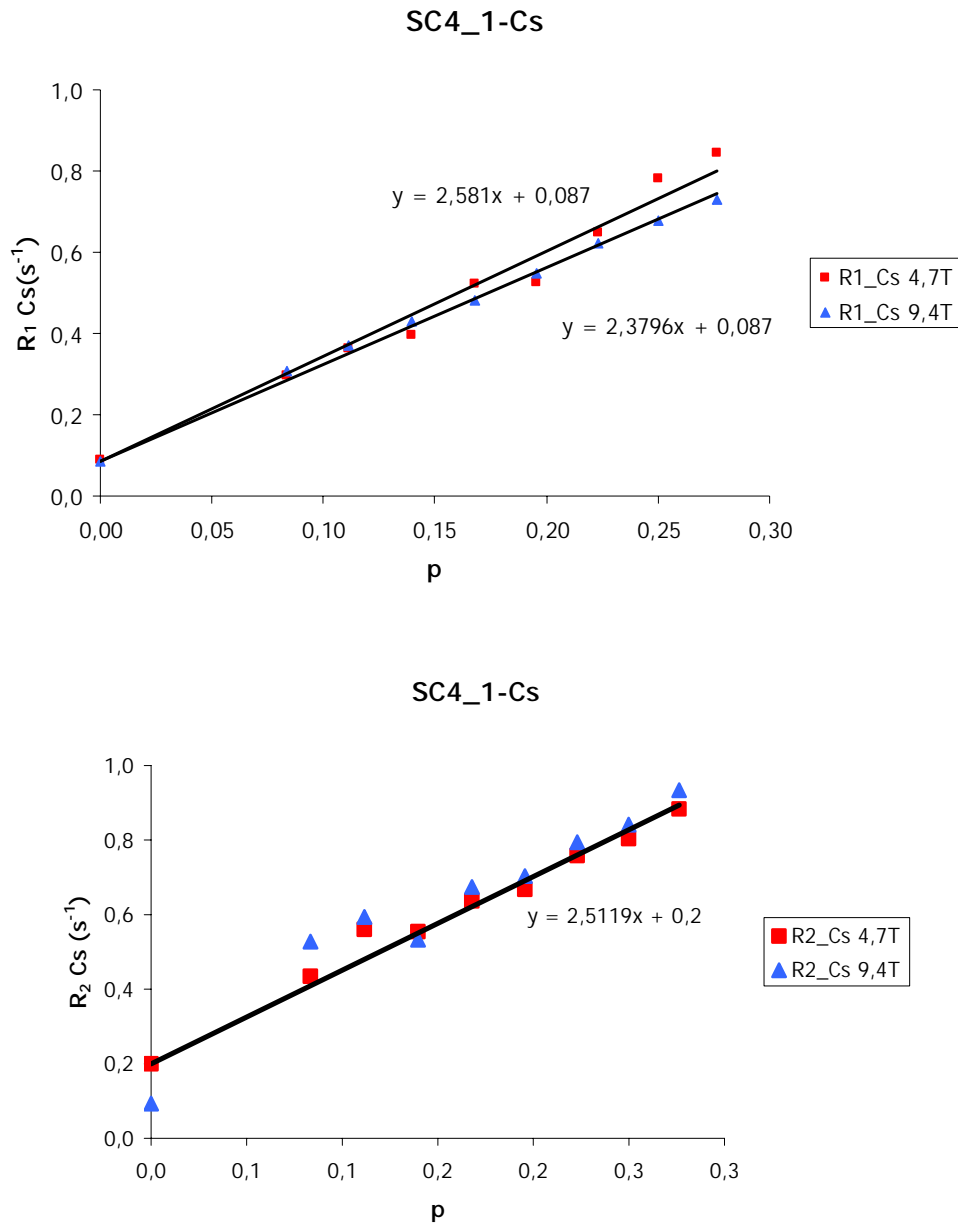 SC4_1-Cs
1,0
0,8
0,6
0,4
0,2
0,0
R1 Cs(s-1)
y = 2,581x + 0,087
y = 2,3796x + 0,087
R1_Cs 4,7T
R1_Cs 9,4T
0,00 0,05 0,10 0,15 0,20 0,25 0,30
p
SC4_1-Cs
1,0
0,8
0,6
0,4
0,2
0,0
R2 Cs (s-1)
y = 2,5119x + 0,2
R2_Cs 4,7T
R2_Cs 9,4T
0,0 0,1 0,1 0,2 0,2 0,3 0,3
p